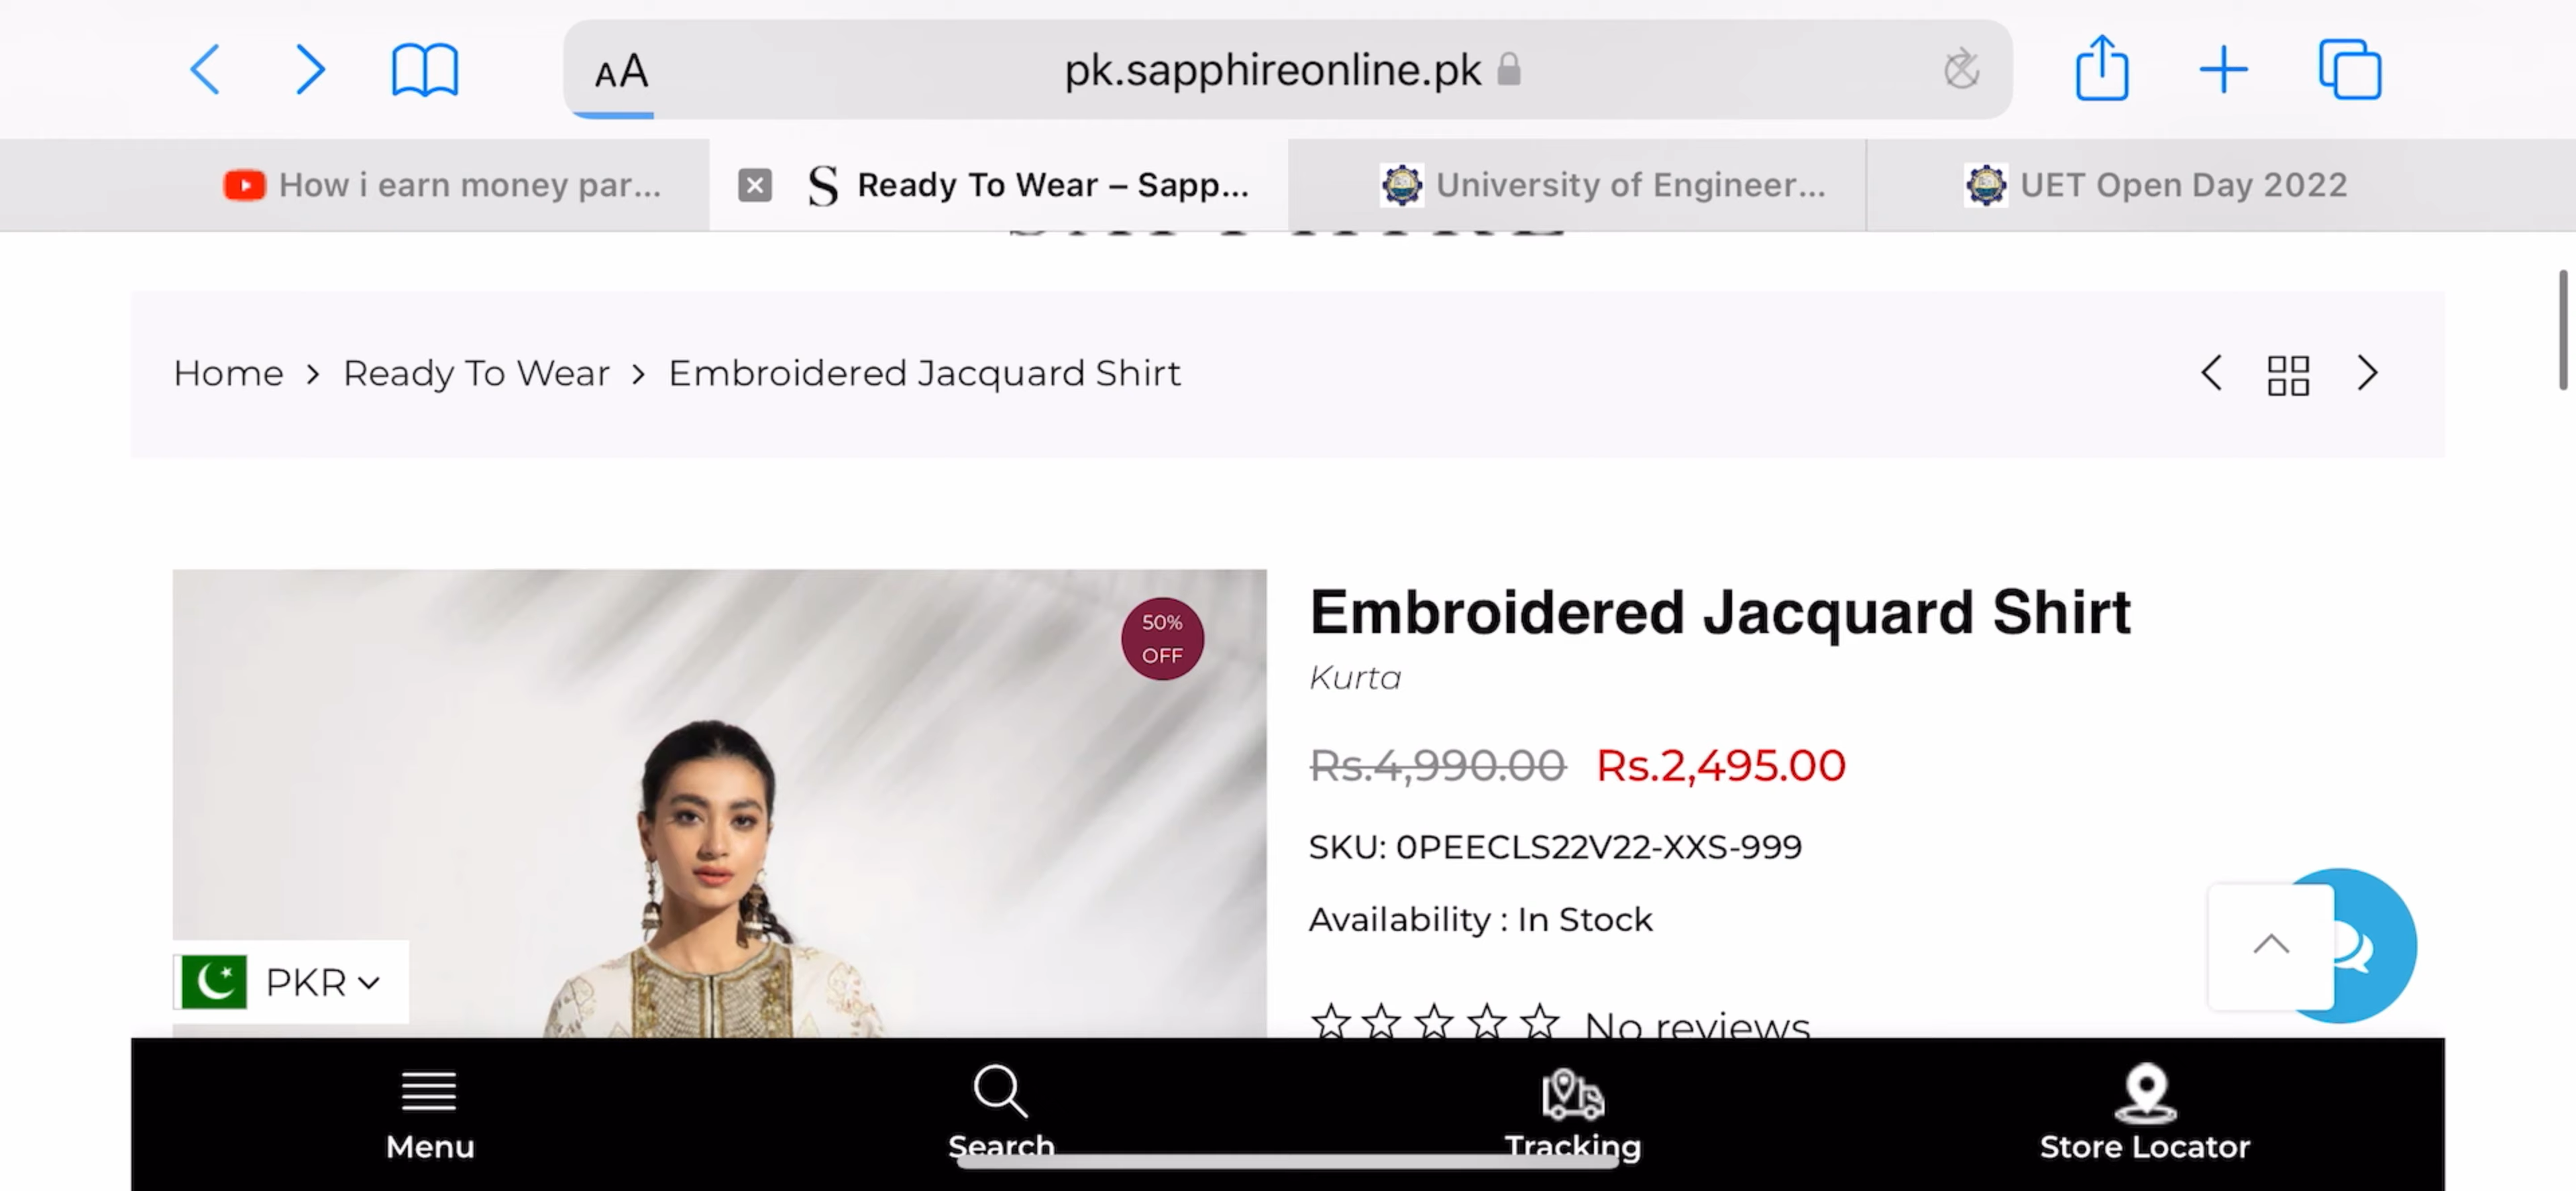 AA
pk.sapphireonline.pk
How i earn money par...
S Ready To Wear – Sapp...
University of Engineer...
UET Open Day 2022
Home > Ready To Wear > Embroidered Jacquard Shirt
50%
OFF
Embroidered Jacquard Shirt
Kurta
Rs.4,990.00 Rs.2,495.00
SKU: 0PEECLS22V22-XXS-999
Availability : In Stock
No reviews
PKR
Menu
Search
Tracking
Store Locator